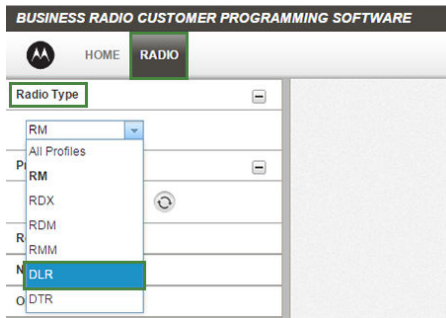 BUSINESS RADIO CUSTOMER PROGRAMMING SOFTWARE
HOME RADIO
Radio Type
RM
All Profiles
RM
RDX
RDM
RMM
DLR
DTR